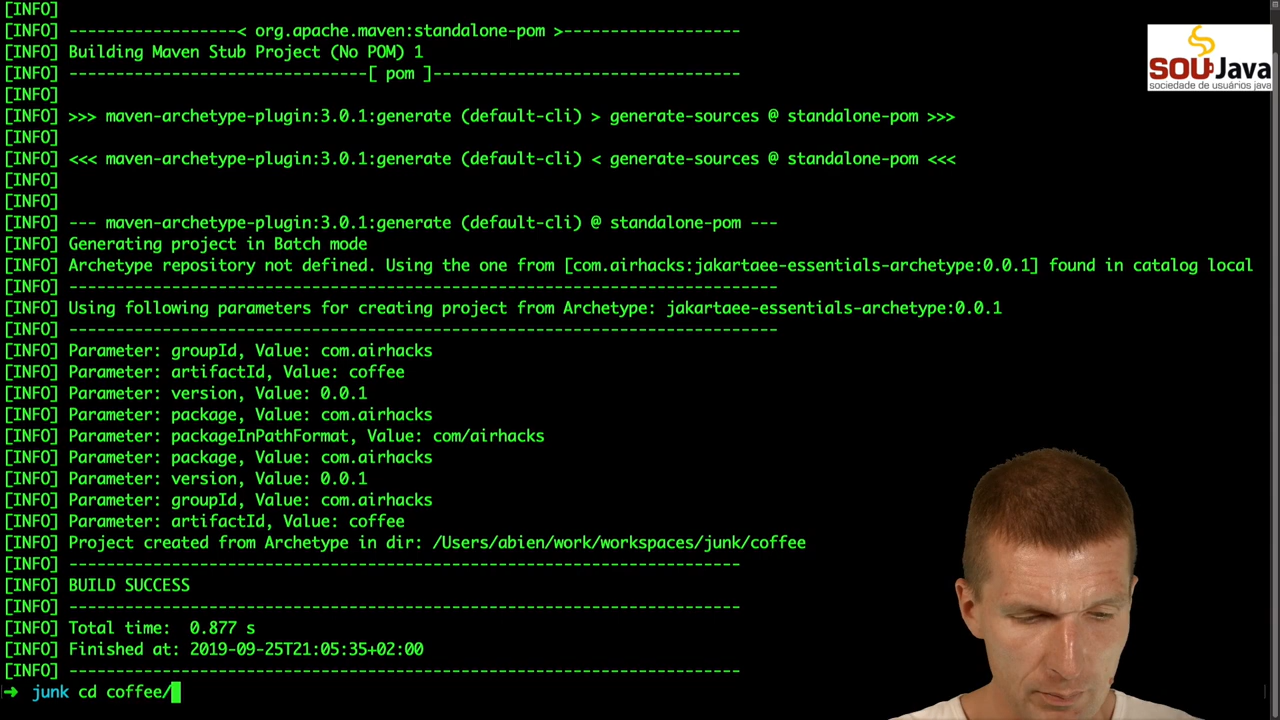 [INFO]
[INFO] ------------------< org.apache.maven:standalone-pom >-------------------
[INFO] Building Maven Stub Project (No POM) 1
[INFO] --------------------------------[ pom ]---------------------------------
[INFO]
[INFO] >>> maven-archetype-plugin:3.0.1:generate (default-cli) > generate-sources @ standalone-pom >>>
[INFO]
[INFO] <<< maven-archetype-plugin:3.0.1:generate (default-cli) < generate-sources @ standalone-pom <<<
[INFO]
[INFO]
[INFO] --- maven-archetype-plugin:3.0.1:generate (default-cli) @ standalone-pom ---
[INFO] Generating project in Batch mode
[INFO] Archetype repository not defined. Using the one from [com.airhacks:jakartaee-essentials-archetype:0.0.1] found in catalog local
[INFO] ----------------------------------------------------------------------------
[INFO] Using following parameters for creating project from Archetype: jakartaee-essentials-archetype:0.0.1
[INFO] ----------------------------------------------------------------------------
[INFO] Parameter: groupId, Value: com.airhacks
[INFO] Parameter: artifactId, Value: coffee
[INFO] Parameter: version, Value: 0.0.1
[INFO] Parameter: package, Value: com.airhacks
[INFO] Parameter: packageInPathFormat, Value: com/airhacks
[INFO] Parameter: package, Value: com.airhacks
[INFO] Parameter: version, Value: 0.0.1
[INFO] Parameter: groupId, Value: com.airhacks
[INFO] Parameter: artifactId, Value: coffee
[INFO] Project created from Archetype in dir: /Users/abien/work/workspaces/junk/coffee
[INFO] ------------------------------------------------------------------------
[INFO] BUILD SUCCESS
[INFO] ------------------------------------------------------------------------
[INFO] Total time:  0.877 s
[INFO] Finished at: 2019-09-25T21:05:35+02:00
[INFO] ------------------------------------------------------------------------
➜  junk cd coffee/
SOUJava
sociedade de usuários java